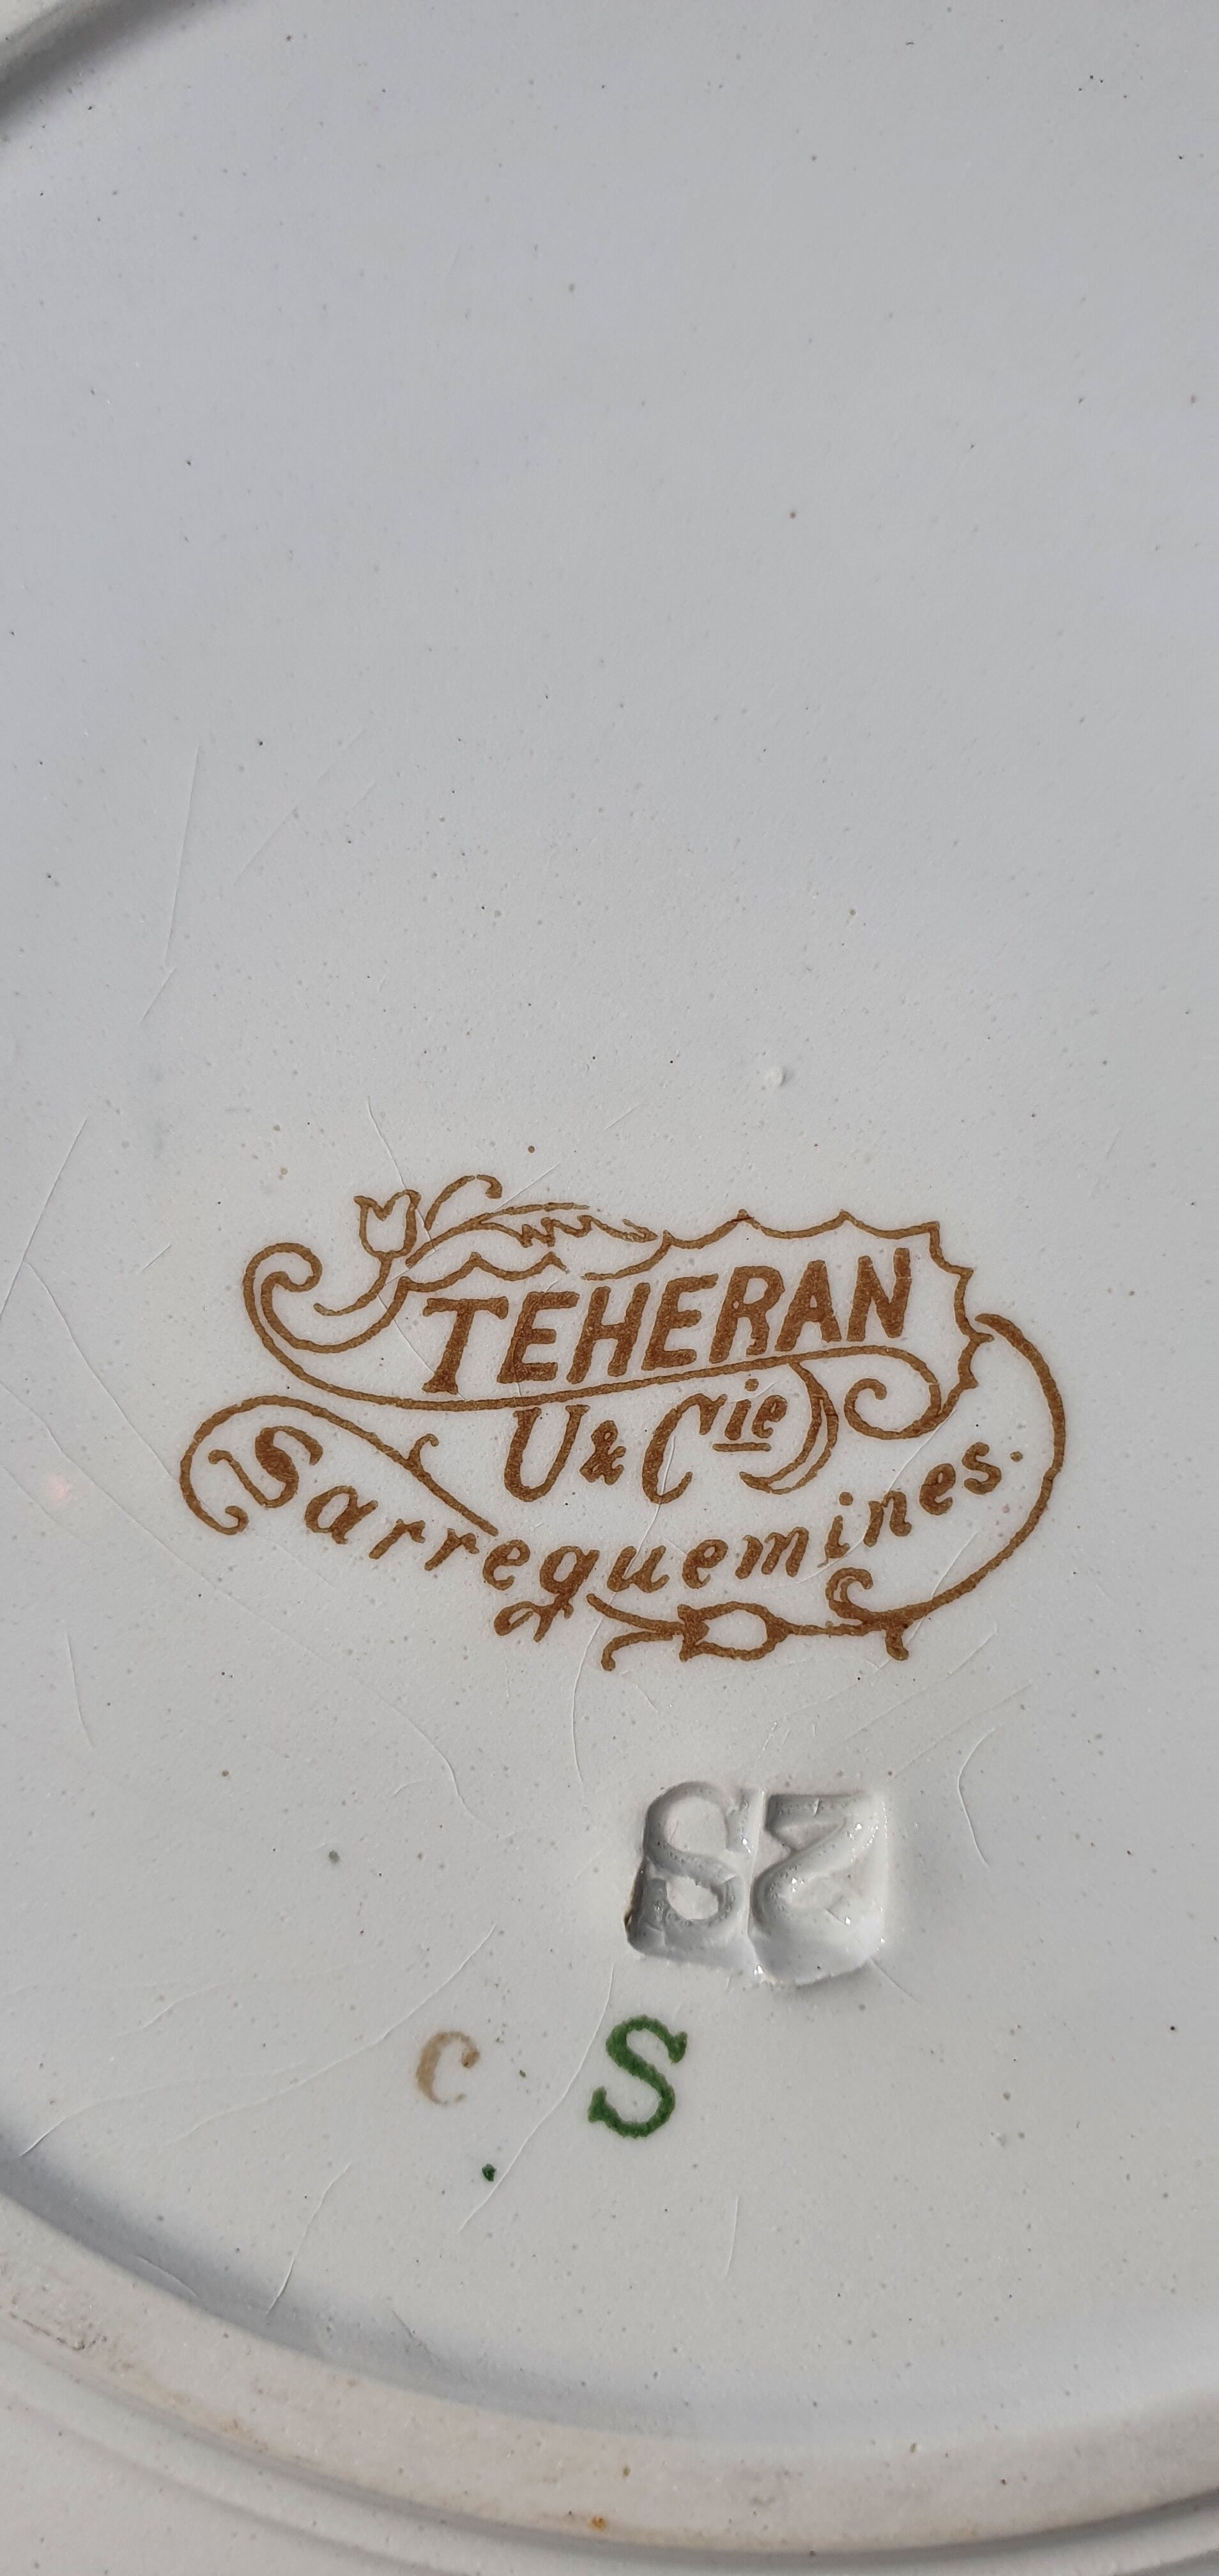 TEHERAN
U & Cie
Sarreguemines.
c S